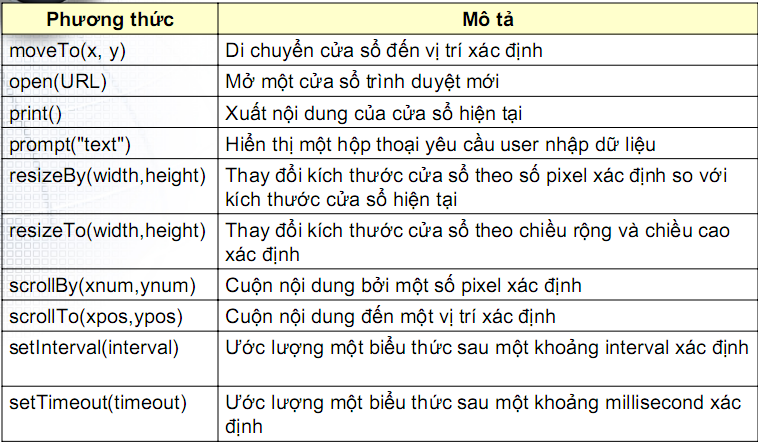 Phương thức Mô tả
moveTo(x, y) Di chuyển cửa sổ đến vị trí xác định
open(URL) Mở một cửa sổ trình duyệt mới
print() Xuất nội dung của cửa sổ hiện tại
prompt("text") Hiển thị một hộp thoại yêu cầu user nhập dữ liệu
resizeBy(width,height) Thay đổi kích thước cửa sổ theo số pixel xác định so với
kích thước cửa sổ hiện tại
resizeTo(width,height) Thay đổi kích thước cửa sổ theo chiều rộng và chiều cao
xác định
scrollBy(xnum,ynum) Cuộn nội dung bởi một số pixel xác định
scrollTo(xpos,ypos) Cuộn nội dung đến một vị trí xác định
setInterval(interval) Ước lượng một biểu thức sau một khoảng interval xác định
setTimeout(timeout) Ước lượng một biểu thức sau một khoảng millisecond xác
định